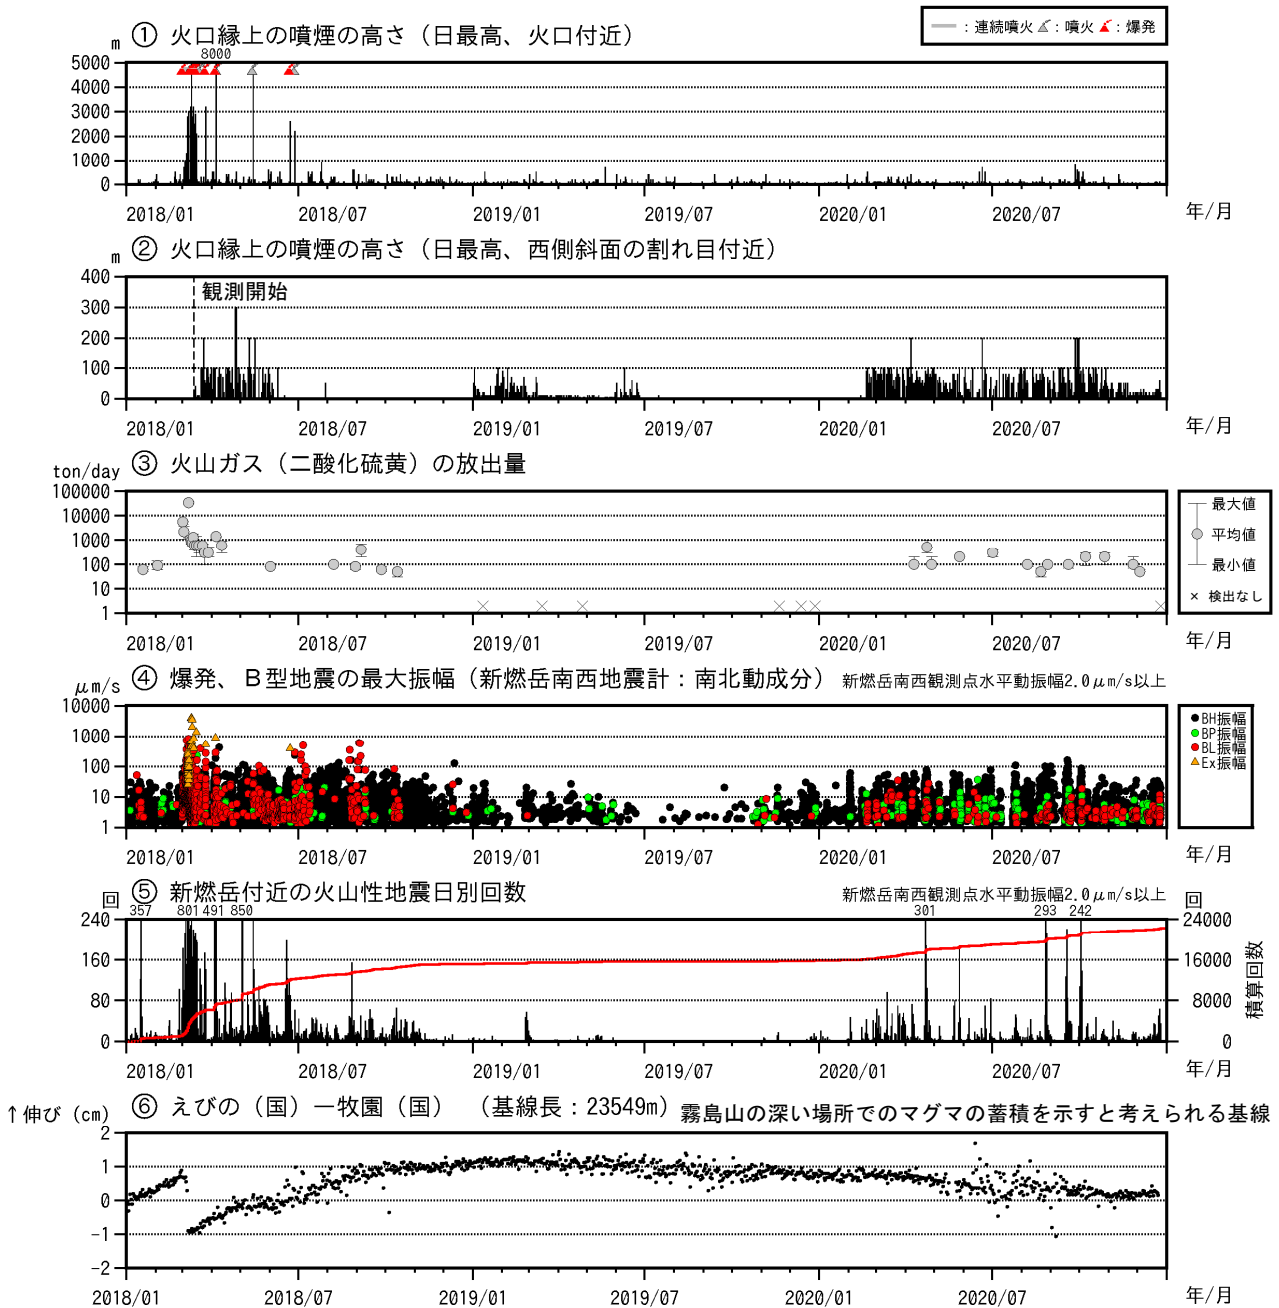 ① 火口縁上の噴煙の高さ（日最高、火口付近）
━ : 連続噴火 : 噴火 : 爆発
m
8000
5000
4000
3000
2000
1000
0
2018/01 2018/07 2019/01 2019/07 2020/01 2020/07 年/月
② 火口縁上の噴煙の高さ（日最高、西側斜面の割れ目付近）
m
400
観測開始
300
200
100
0
2018/01 2018/07 2019/01 2019/07 2020/01 2020/07 年/月
③ 火山ガス（二酸化硫黄）の放出量
ton/day
100000
10000
1000
100
10
1
最大値
平均値
最小値
× 検出なし
2018/01 2018/07 2019/01 2019/07 2020/01 2020/07 年/月
④ 爆発、Ｂ型地震の最大振幅（新燃岳南西地震計：南北動成分） 新燃岳南西観測点水平動振幅2.0μm/s以上
μm/s
10000
1000
100
10
1
BH振幅
BP振幅
BL振幅
Ex振幅
2018/01 2018/07 2019/01 2019/07 2020/01 2020/07 年/月
⑤ 新燃岳付近の火山性地震日別回数 新燃岳南西観測点水平動振幅2.0μm/s以上
回 357 801 491 850 301 293 242 回
240 24000
160 16000
80 8000
0 0
積算回数
2018/01 2018/07 2019/01 2019/07 2020/01 2020/07 年/月
⑥ えびの（国）ー牧園（国） （基線長：23549m） 霧島山の深い場所でのマグマの蓄積を示すと考えられる基線
↑伸び (cm)
2
1
0
-1
-2
2018/01 2018/07 2019/01 2019/07 2020/01 2020/07 年/月